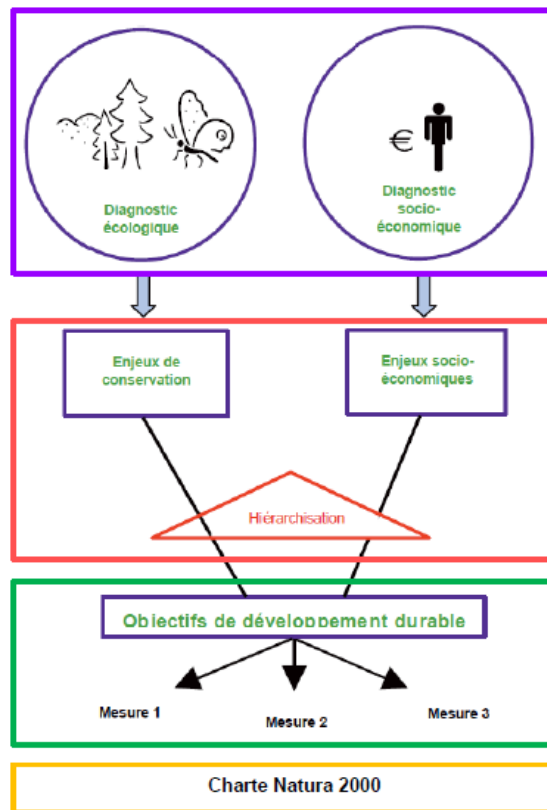 Diagnostic
écologique
€
Diagnostic
socio-
économique
Enjeux de
conservation
Enjeux socio-
économiques
Hiérarchisation
Objectifs de développement durable
Mesure 1
Mesure 2
Mesure 3
Charte Natura 2000